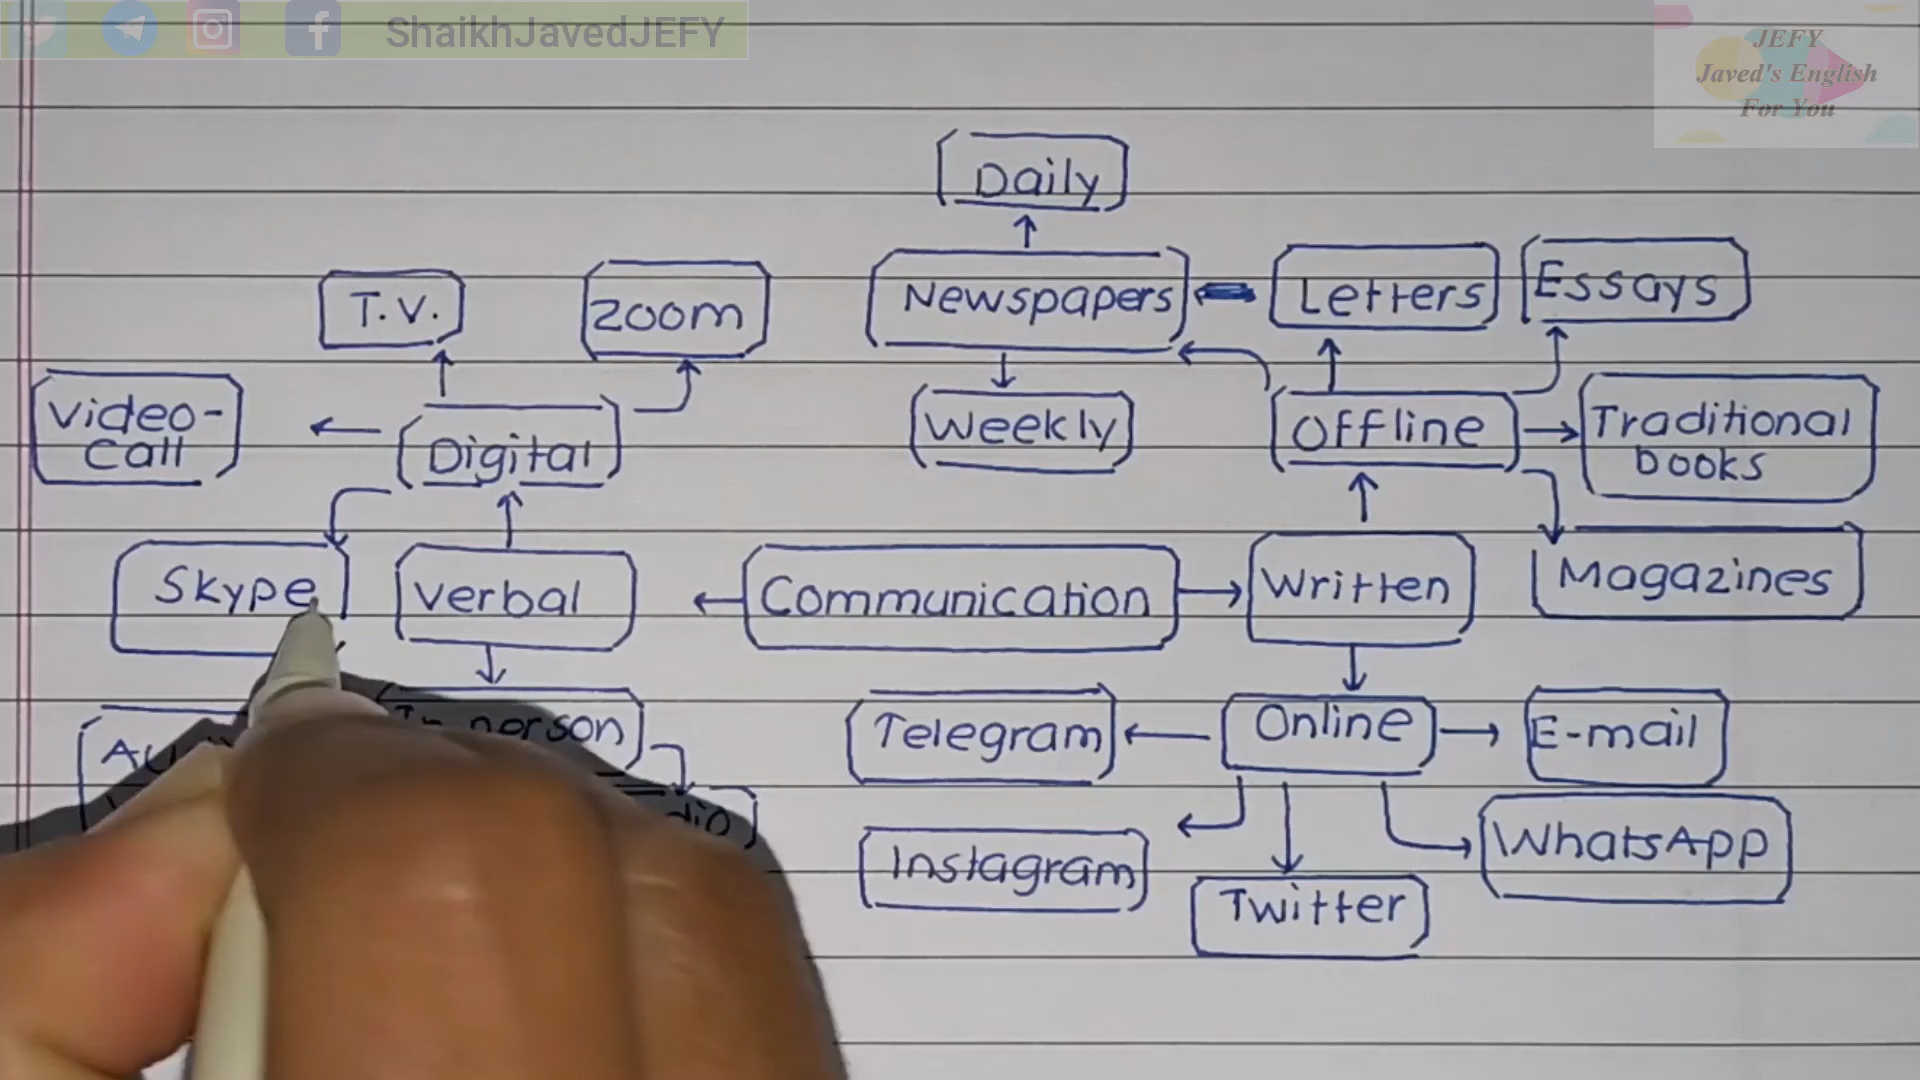 ShaikhJavedJEFY
JEFY
Javed's English
For You
Daily
Newspapers
Letters
Essays
T.V.
Zoom
Video-
Call
Digital
Weekly
Offline
Traditional
books
Skype
Verbal
Communication
Written
Magazines
person
Telegram
Online
E-mail
Instagram
Twitter
WhatsApp